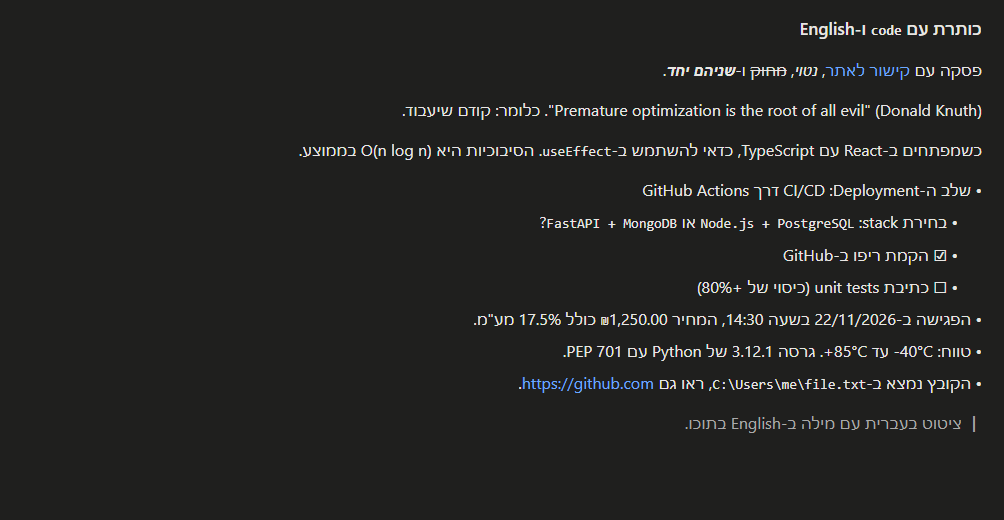 כותרת עם code ו-English
פסקה עם קישור לאתר, נטוי, מחוק ו-שניהם יחד.
"Premature optimization is the root of all evil" (Donald Knuth). כלומר: קודם שיעבוד.
כשמפתחים ב-React עם TypeScript, כדאי להשתמש ב-useEffect. הסיבוכיות היא O(n log n) בממוצע.
• שלב ה-Deployment: CI/CD דרך GitHub Actions
• בחירת stack: Node.js + PostgreSQL או FastAPI + MongoDB?
• ☑ הקמת ריפו ב-GitHub
• ☐ כתיבת unit tests (כיסוי של +80%)
• הפגישה ב-22/11/2026 בשעה 14:30, המחיר ₪1,250.00 כולל 17.5% מע"מ.
• טווח: -40°C עד +85°C. גרסה 3.12.1 של Python עם PEP 701.
• הקובץ נמצא ב-C:\Users\me\file.txt, ראו גם https://github.com.
| ציטוט בעברית עם מילה ב-English בתוכו.